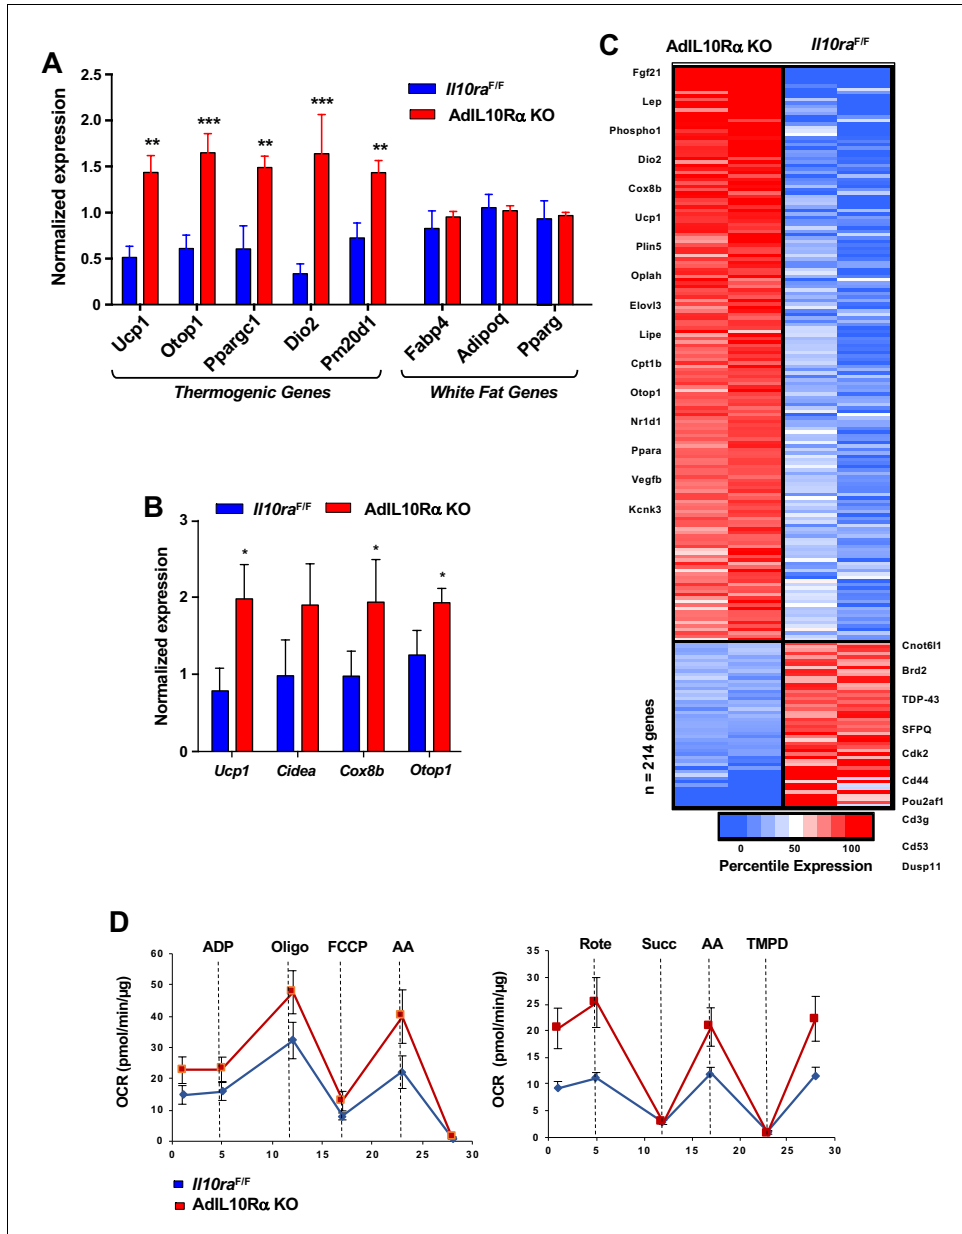 A
Il10ra^F/F
AdIL10Rα KO
Normalized expression
2.5
2.0
1.5
1.0
0.5
0
**
***
**
***
**
Ucp1
Otop1
Ppargc1
Dio2
Pm20d1
Fabp4
Adipoq
Pparg
Thermogenic Genes
White Fat Genes
B
Il10ra^F/F
AdIL10Rα KO
Normalized expression
3
2
1
0
*
*
*
Ucp1
Cidea
Cox8b
Otop1
C
AdIL10Rα KO
Il10ra^F/F
Fgf21
Lep
Phospho1
Dio2
Cox8b
Ucp1
Plin5
Oplah
Elovl3
Lipe
Cpt1b
Otop1
Nr1d1
Ppara
Vegfb
Kcnk3
n = 214 genes
Cnot6l1
Brd2
TDP-43
SFPQ
Cdk2
Cd44
Pou2af1
Cd3g
Cd53
Dusp11
0 50 100
Percentile Expression
D
ADP Oligo FCCP AA
OCR (pmol/min/µg)
60
50
40
30
20
10
0
0 5 10 15 20 25 30
Rote Succ AA TMPD
OCR (pmol/min/µg)
35
30
25
20
15
10
5
0
0 5 10 15 20 25 30
Il10ra^F/F
AdIL10Rα KO